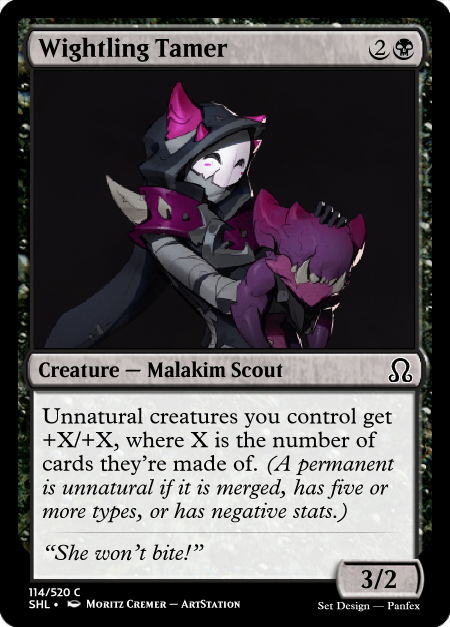 Wightling Tamer 2
Creature — Malakim Scout
Unnatural creatures you control get
+X/+X, where X is the number of
cards they're made of. (A permanent
is unnatural if it is merged, has five or
more types, or has negative stats.)
“She won't bite!”
3/2
114/520 C
SHL • Moritz Cremer — ArtStation
Set Design — Panfex